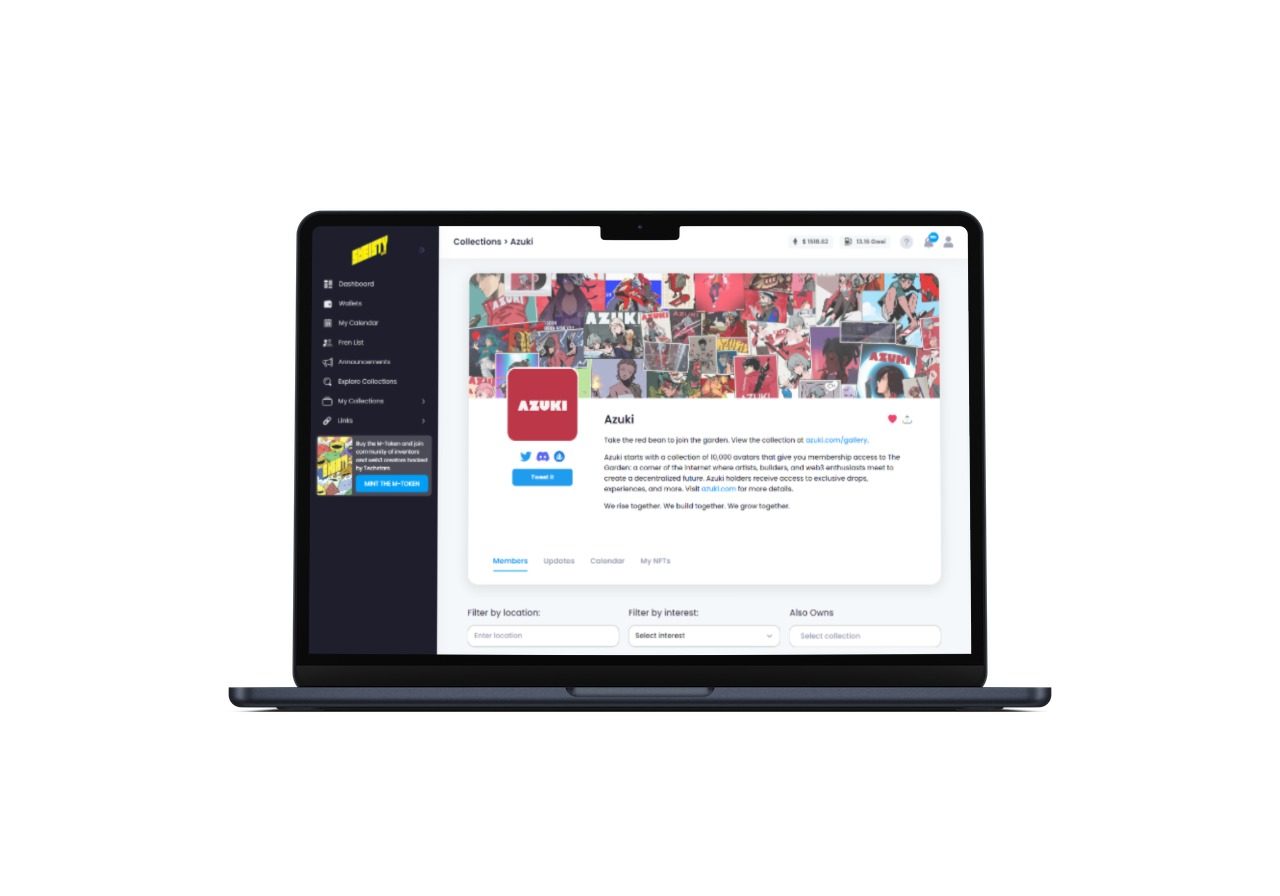 Collections > Azuki
$ 1518.62
13.16 Gwei
?
Dashboard
Wallets
My Calendar
Fren List
Announcements
Explore Collections
My Collections
Links
Buy the M-Token and join
community of inventors
and web3 creators backed
by Techstars
MINT THE M-TOKEN
AZUKI
AZUKI
AZUKI
AZUKI
AZUKI
AZUKI
Azuki
Take the red bean to join the garden. View the collection at azuki.com/gallery.
Azuki starts with a collection of 10,000 avatars that give you membership access to The
Garden: a corner of the internet where artists, builders, and web3 enthusiasts meet to
create a decentralized future. Azuki holders receive access to exclusive drops,
experiences, and more. Visit azuki.com for more details.
We rise together. We build together. We grow together.
Tweet it
Members
Updates
Calendar
My NFTs
Filter by location:
Filter by interest:
Also Owns
Enter location
Select interest
Select collection